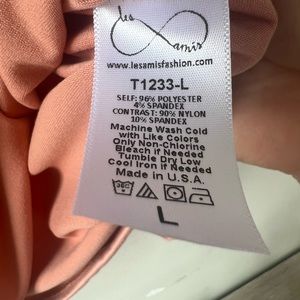 les
amis
www.lesamisfashion.com
T1233-L
SELF: 96% POLYESTER
4% SPANDEX
CONTRAST: 90% NYLON
10% SPANDEX
Machine Wash Cold
with Like Colors
Only Non-Chlorine
Bleach if Needed
Tumble Dry Low
Cool Iron if Needed
Made in U.S.A.
L